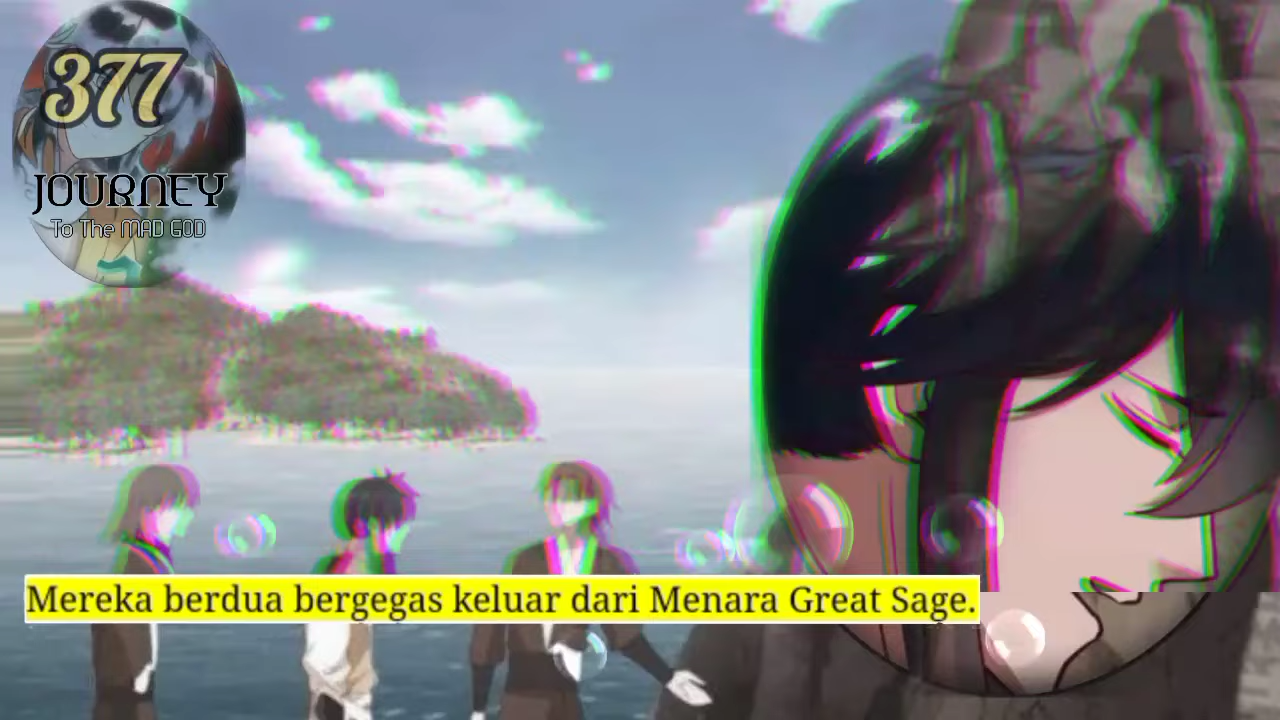 377
JOURNEY
To The MAD GOD
Mereka berdua bergegas keluar dari Menara Great Sage.